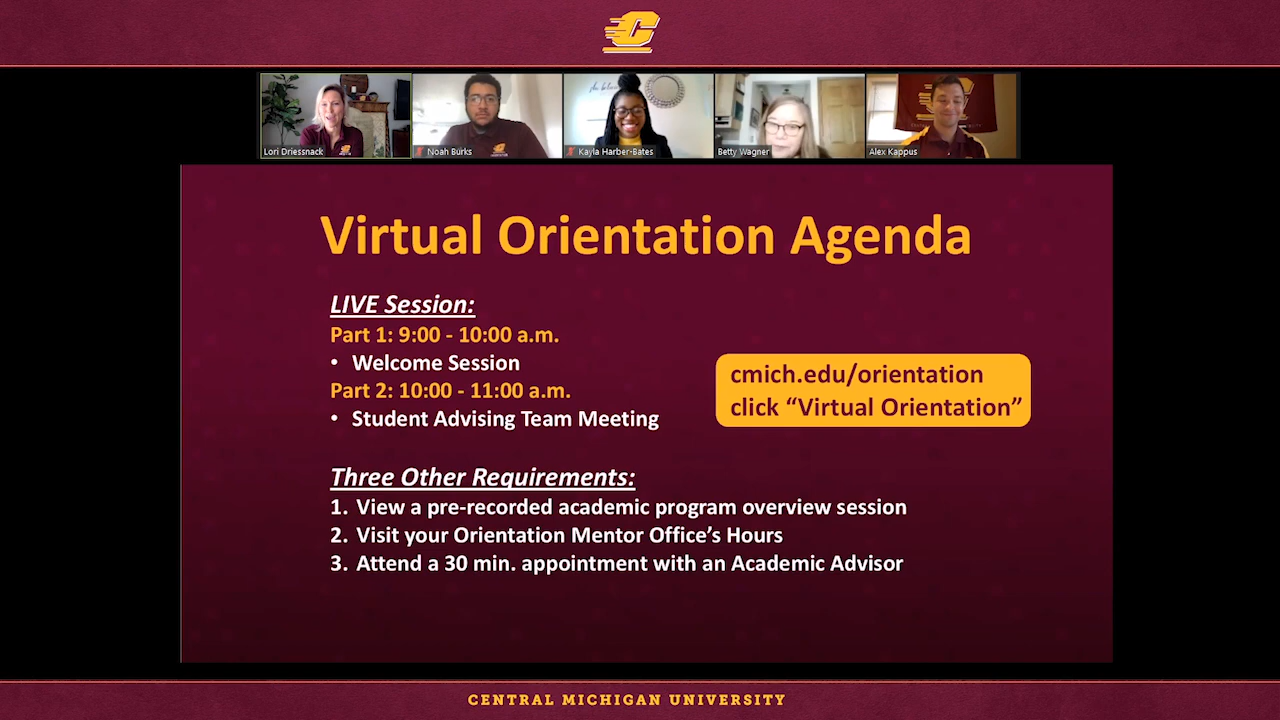 C
Lori Driessnack
Noah Burks
Kayla Harber-Bates
Betty Wagner
Alex Kappus
Virtual Orientation Agenda
LIVE Session:
Part 1: 9:00 - 10:00 a.m.
• Welcome Session
Part 2: 10:00 - 11:00 a.m.
• Student Advising Team Meeting
cmich.edu/orientation
click “Virtual Orientation”
Three Other Requirements:
1. View a pre-recorded academic program overview session
2. Visit your Orientation Mentor Office’s Hours
3. Attend a 30 min. appointment with an Academic Advisor
CENTRAL MICHIGAN UNIVERSITY